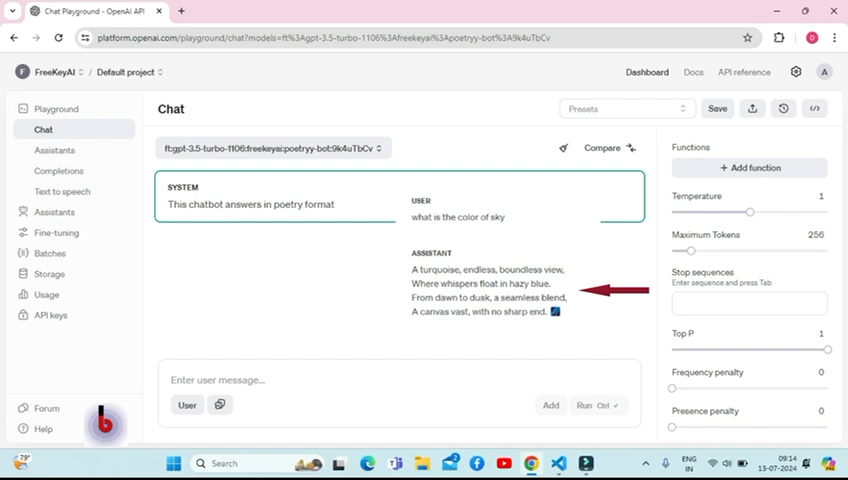 Chat Playground - OpenAI API
platform.openai.com/playground/chat?models=ft%3Agpt-3.5-turbo-1106%3Afreekeyai%3Apoetryy-bot%3A9k4uTbCv
F
FreeKeyAI
/
Default project
Dashboard
Docs
API reference
A
Playground
Chat
Assistants
Completions
Text to speech
Assistants
Fine-tuning
Batches
Storage
Usage
API keys
Forum
Help
Chat
Presets
Save
ft:gpt-3.5-turbo-1106:freekeyai:poetryy-bot:9k4uTbCv
Compare
SYSTEM
This chatbot answers in poetry format
USER
what is the color of sky
ASSISTANT
A turquoise, endless, boundless view,
Where whispers float in hazy blue.
From dawn to dusk, a seamless blend,
A canvas vast, with no sharp end.
Enter user message...
User
Add
Run Ctrl
Functions
+ Add function
Temperature 1
Maximum Tokens 256
Stop sequences
Enter sequence and press Tab
Top P 1
Frequency penalty 0
Presence penalty 0
b
79°
Search
2
ENG
IN
09:14
13-07-2024